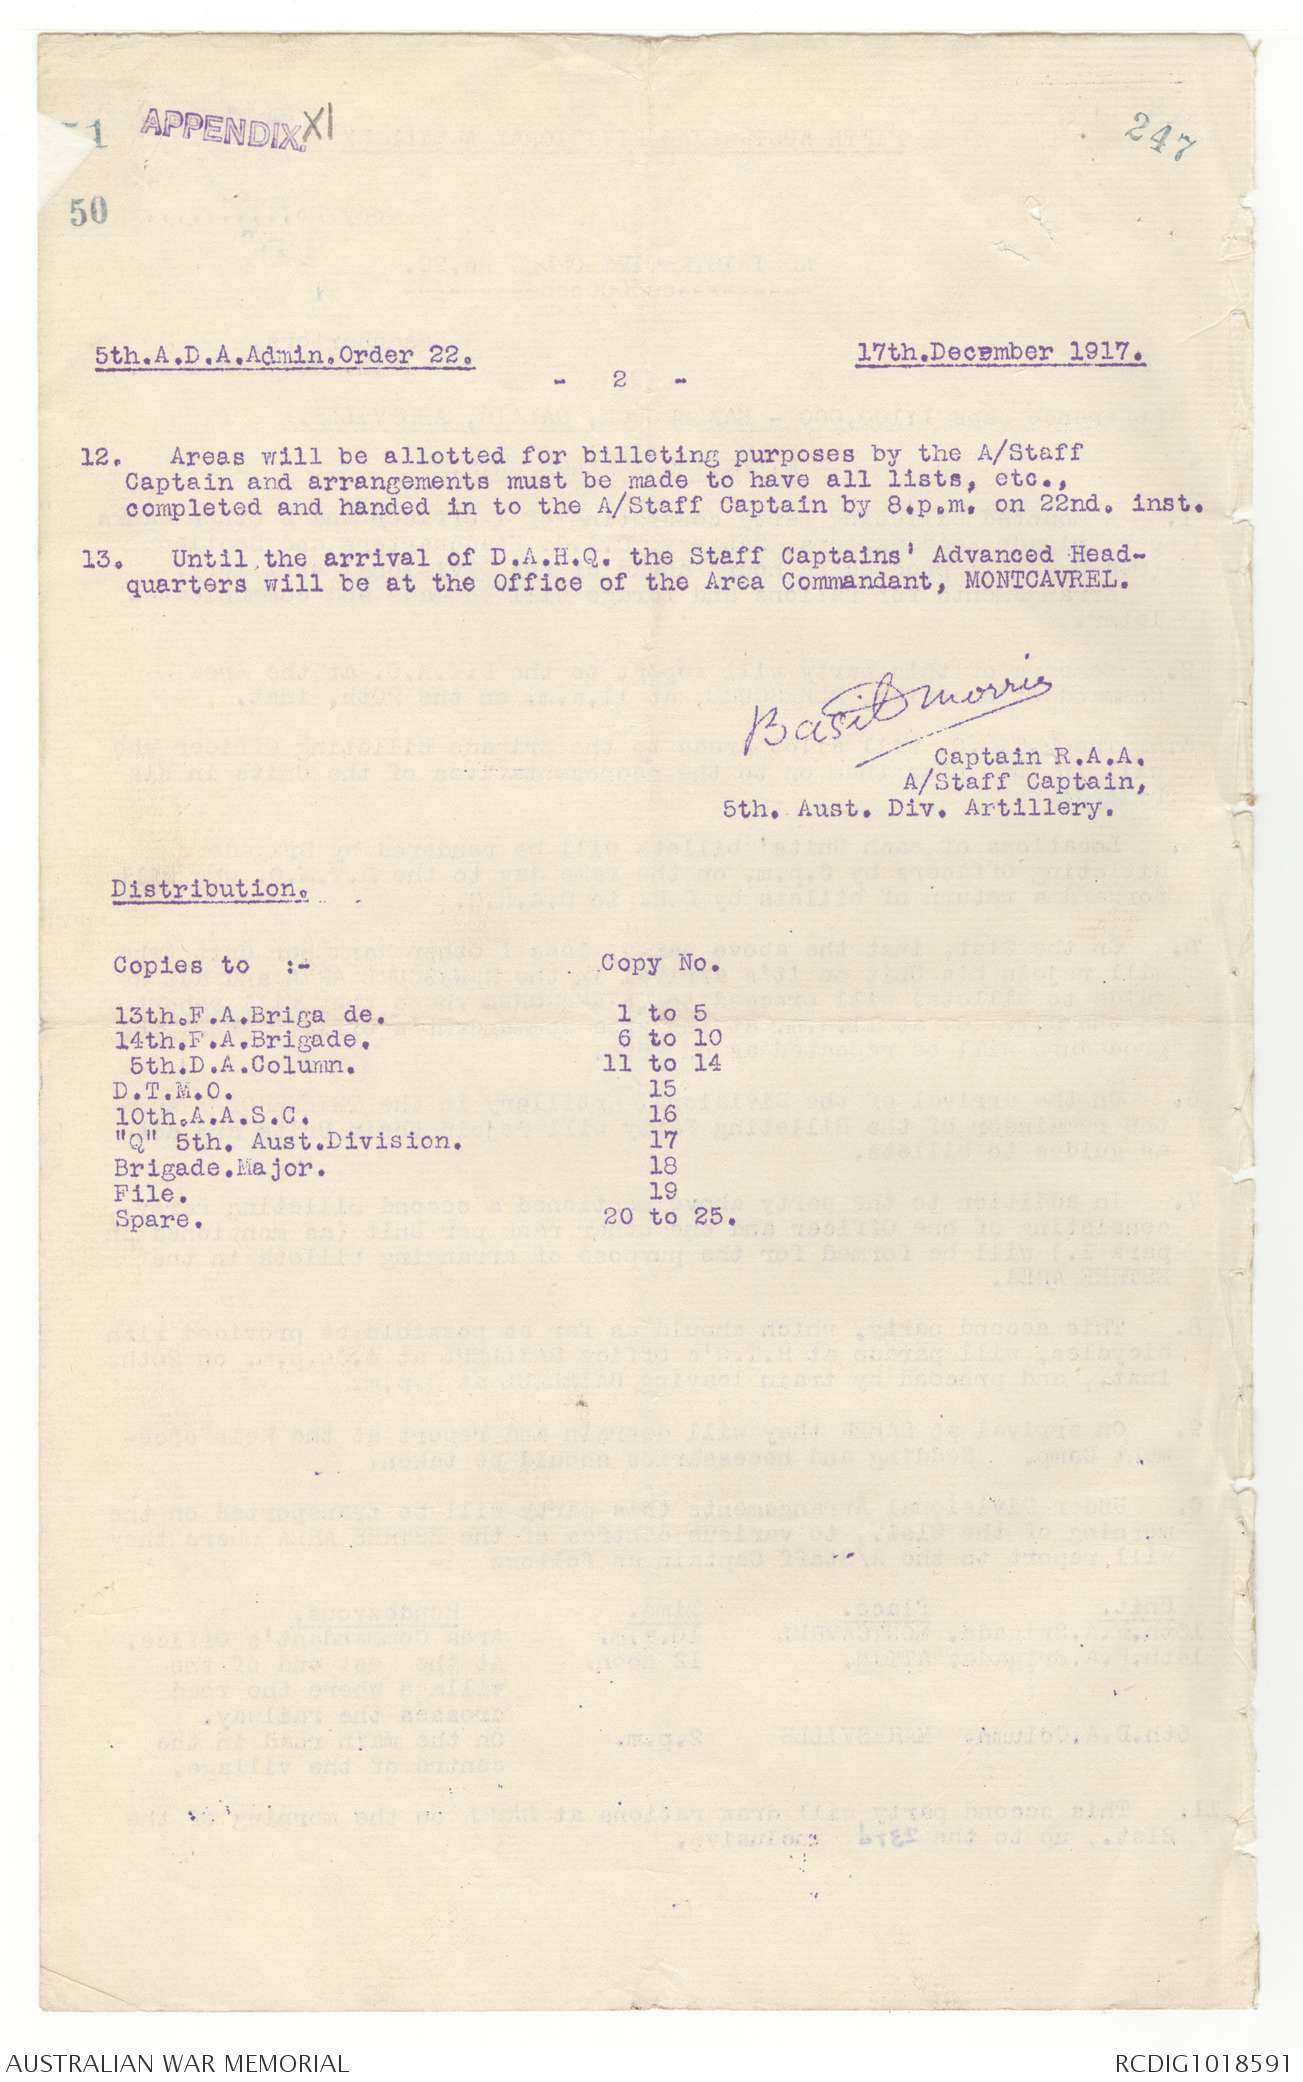 APPENDIX. XI
247
50
5th.A.D.A.Admin.Order 22.
17th.December 1917.
- 2 -
12. Areas will be allotted for billeting purposes by the A/Staff
Captain and arrangements must be made to have all lists, etc.,
completed and handed in to the A/Staff Captain by 8.p.m. on 22nd. inst.
13. Until the arrival of D.A.H.Q. the Staff Captains' Advanced Head-
quarters will be at the Office of the Area Commandant, MONTCAVREL.
Basil Morris
Captain R.A.A.
A/Staff Captain,
5th. Aust. Div. Artillery.
Distribution.
Copies to :- Copy No.
13th.F.A.Briga de. 1 to 5
14th.F.A.Brigade. 6 to 10
5th.D.A.Column. 11 to 14
D.T.M.O. 15
10th.A.A.S.C. 16
"Q" 5th. Aust.Division. 17
Brigade.Major. 18
File. 19
Spare. 20 to 25.
AUSTRALIAN WAR MEMORIAL
RCDIG1018591